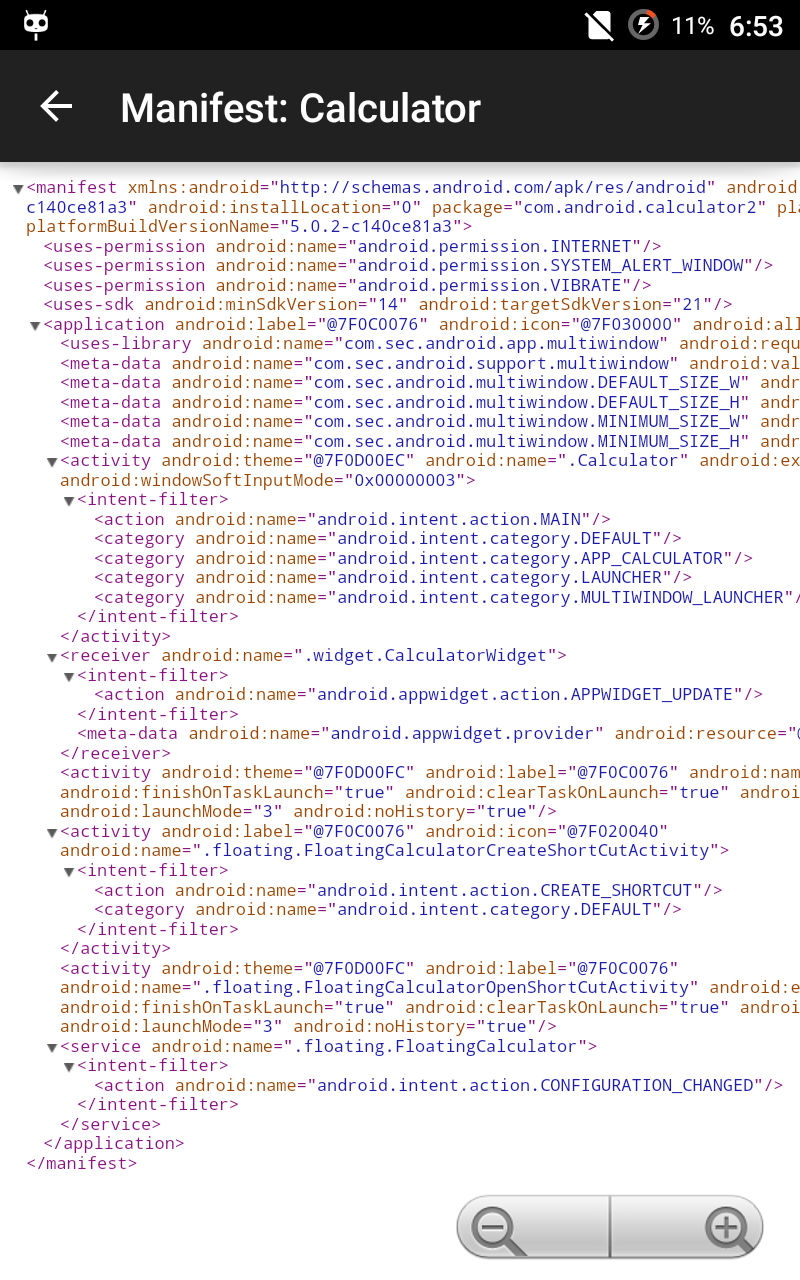 11% 6:53
Manifest: Calculator
<manifest xmlns:android="http://schemas.android.com/apk/res/android" android
c140ce81a3" android:installLocation="0" package="com.android.calculator2" pla
platformBuildVersionName="5.0.2-c140ce81a3">
<uses-permission android:name="android.permission.INTERNET"/>
<uses-permission android:name="android.permission.SYSTEM_ALERT_WINDOW"/>
<uses-permission android:name="android.permission.VIBRATE"/>
<uses-sdk android:minSdkVersion="14" android:targetSdkVersion="21"/>
<application android:label="@7F0C0076" android:icon="@7F030000" android:all
<uses-library android:name="com.sec.android.app.multiwindow" android:requ
<meta-data android:name="com.sec.android.support.multiwindow" android:val
<meta-data android:name="com.sec.android.multiwindow.DEFAULT_SIZE_W" andr
<meta-data android:name="com.sec.android.multiwindow.DEFAULT_SIZE_H" andr
<meta-data android:name="com.sec.android.multiwindow.MINIMUM_SIZE_W" andr
<meta-data android:name="com.sec.android.multiwindow.MINIMUM_SIZE_H" andr
<activity android:theme="@7F0D00EC" android:name=".Calculator" android:ex
android:windowSoftInputMode="0x00000003">
<intent-filter>
<action android:name="android.intent.action.MAIN"/>
<category android:name="android.intent.category.DEFAULT"/>
<category android:name="android.intent.category.APP_CALCULATOR"/>
<category android:name="android.intent.category.LAUNCHER"/>
<category android:name="android.intent.category.MULTIWINDOW_LAUNCHER"/
</intent-filter>
</activity>
<receiver android:name=".widget.CalculatorWidget">
<intent-filter>
<action android:name="android.appwidget.action.APPWIDGET_UPDATE"/>
</intent-filter>
<meta-data android:name="android.appwidget.provider" android:resource="@
</receiver>
<activity android:theme="@7F0D00FC" android:label="@7F0C0076" android:nam
android:finishOnTaskLaunch="true" android:clearTaskOnLaunch="true" androi
android:launchMode="3" android:noHistory="true"/>
<activity android:label="@7F0C0076" android:icon="@7F020040"
android:name=".floating.FloatingCalculatorCreateShortCutActivity">
<intent-filter>
<action android:name="android.intent.action.CREATE_SHORTCUT"/>
<category android:name="android.intent.category.DEFAULT"/>
</intent-filter>
</activity>
<activity android:theme="@7F0D00FC" android:label="@7F0C0076"
android:name=".floating.FloatingCalculatorOpenShortCutActivity" android:e
android:finishOnTaskLaunch="true" android:clearTaskOnLaunch="true" androi
android:launchMode="3" android:noHistory="true"/>
<service android:name=".floating.FloatingCalculator">
<intent-filter>
<action android:name="android.intent.action.CONFIGURATION_CHANGED"/>
</intent-filter>
</service>
</application>
</manifest>